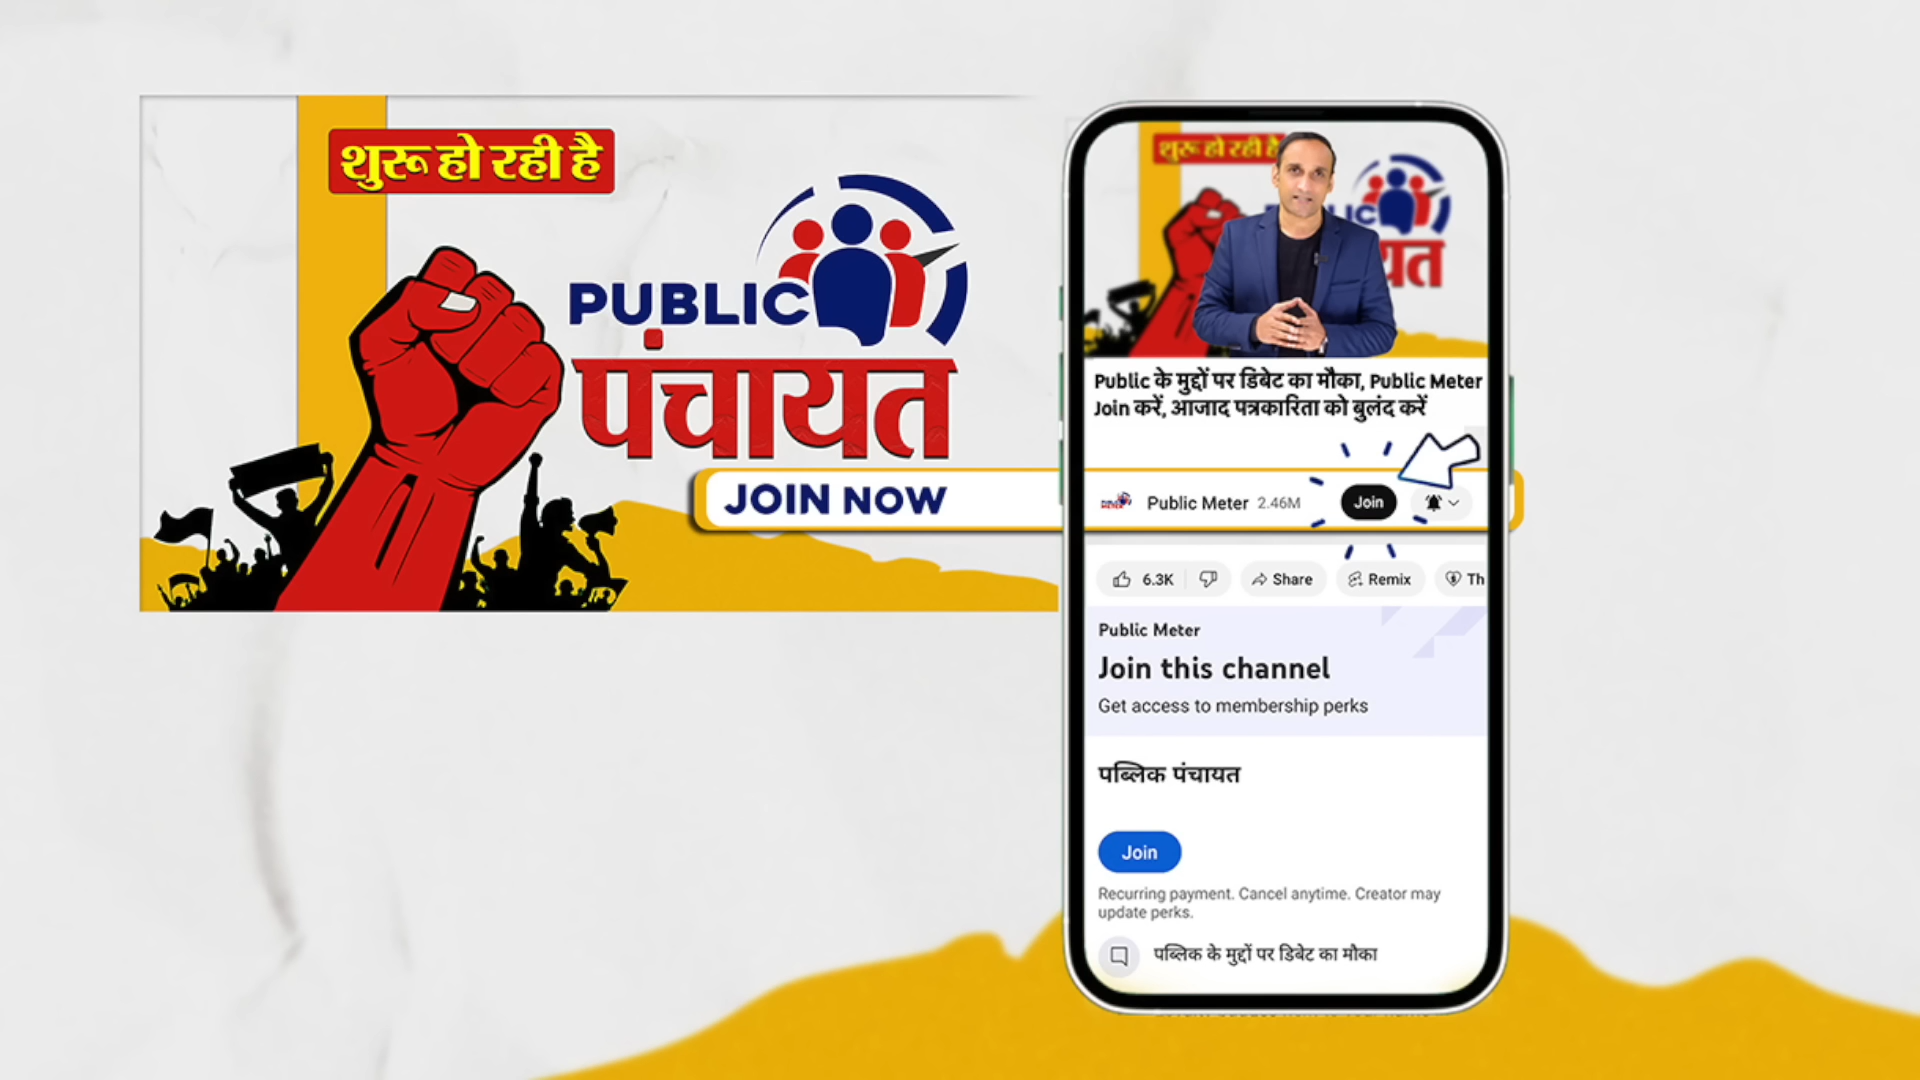 शुरू हो रही है
PUBLIC
पंचायत
JOIN NOW
शुरू हो रही है
Public के मुद्दों पर डिबेट का मौका, Public Meter
Join करें, आजाद पत्रकारिता को बुलंद करें
Public Meter 2.46M Join
6.3K Share Remix Th
Public Meter
Join this channel
Get access to membership perks
पब्लिक पंचायत
Join
Recurring payment. Cancel anytime. Creator may
update perks.
पब्लिक के मुद्दों पर डिबेट का मौका